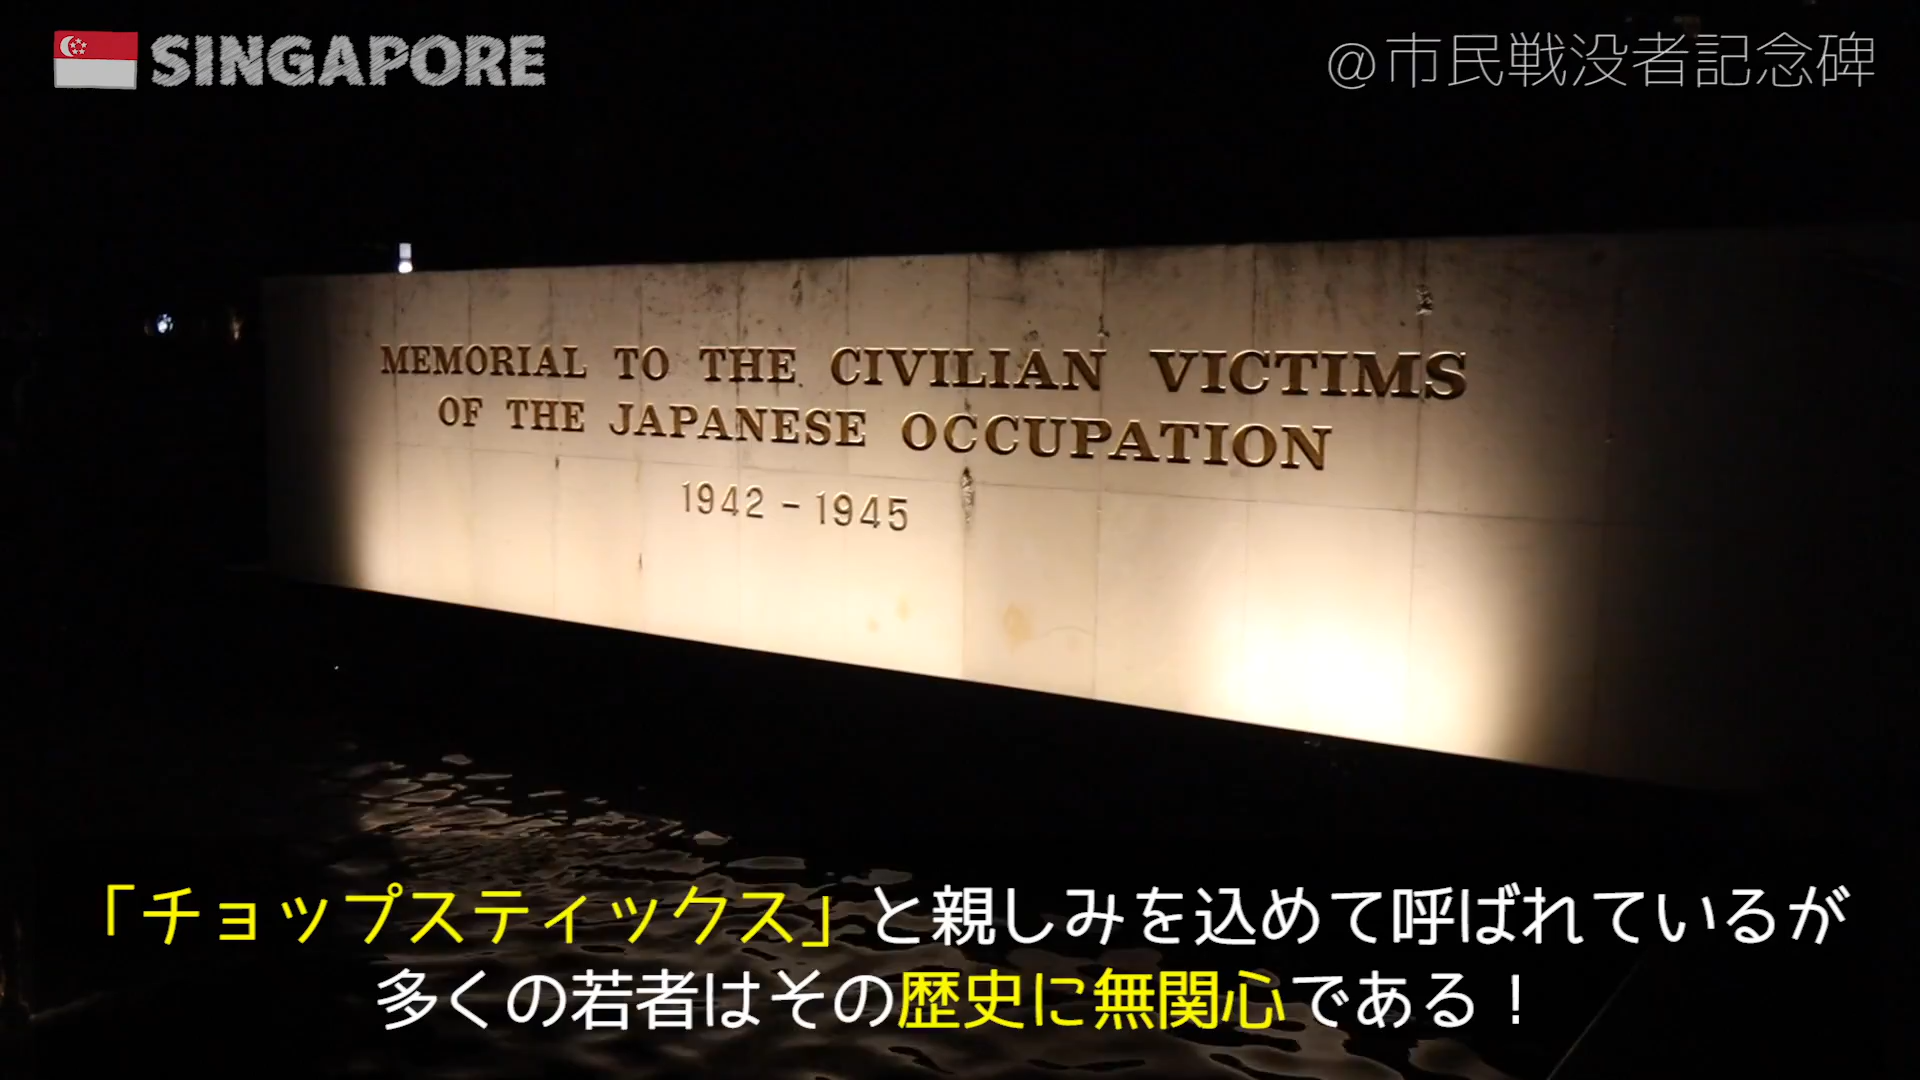 SINGAPORE
@市民戦没者記念碑
MEMORIAL TO THE CIVILIAN VICTIMS
OF THE JAPANESE OCCUPATION
1942 - 1945
「チョップスティックス」と親しみを込めて呼ばれているが
多くの若者はその歴史に無関心である！